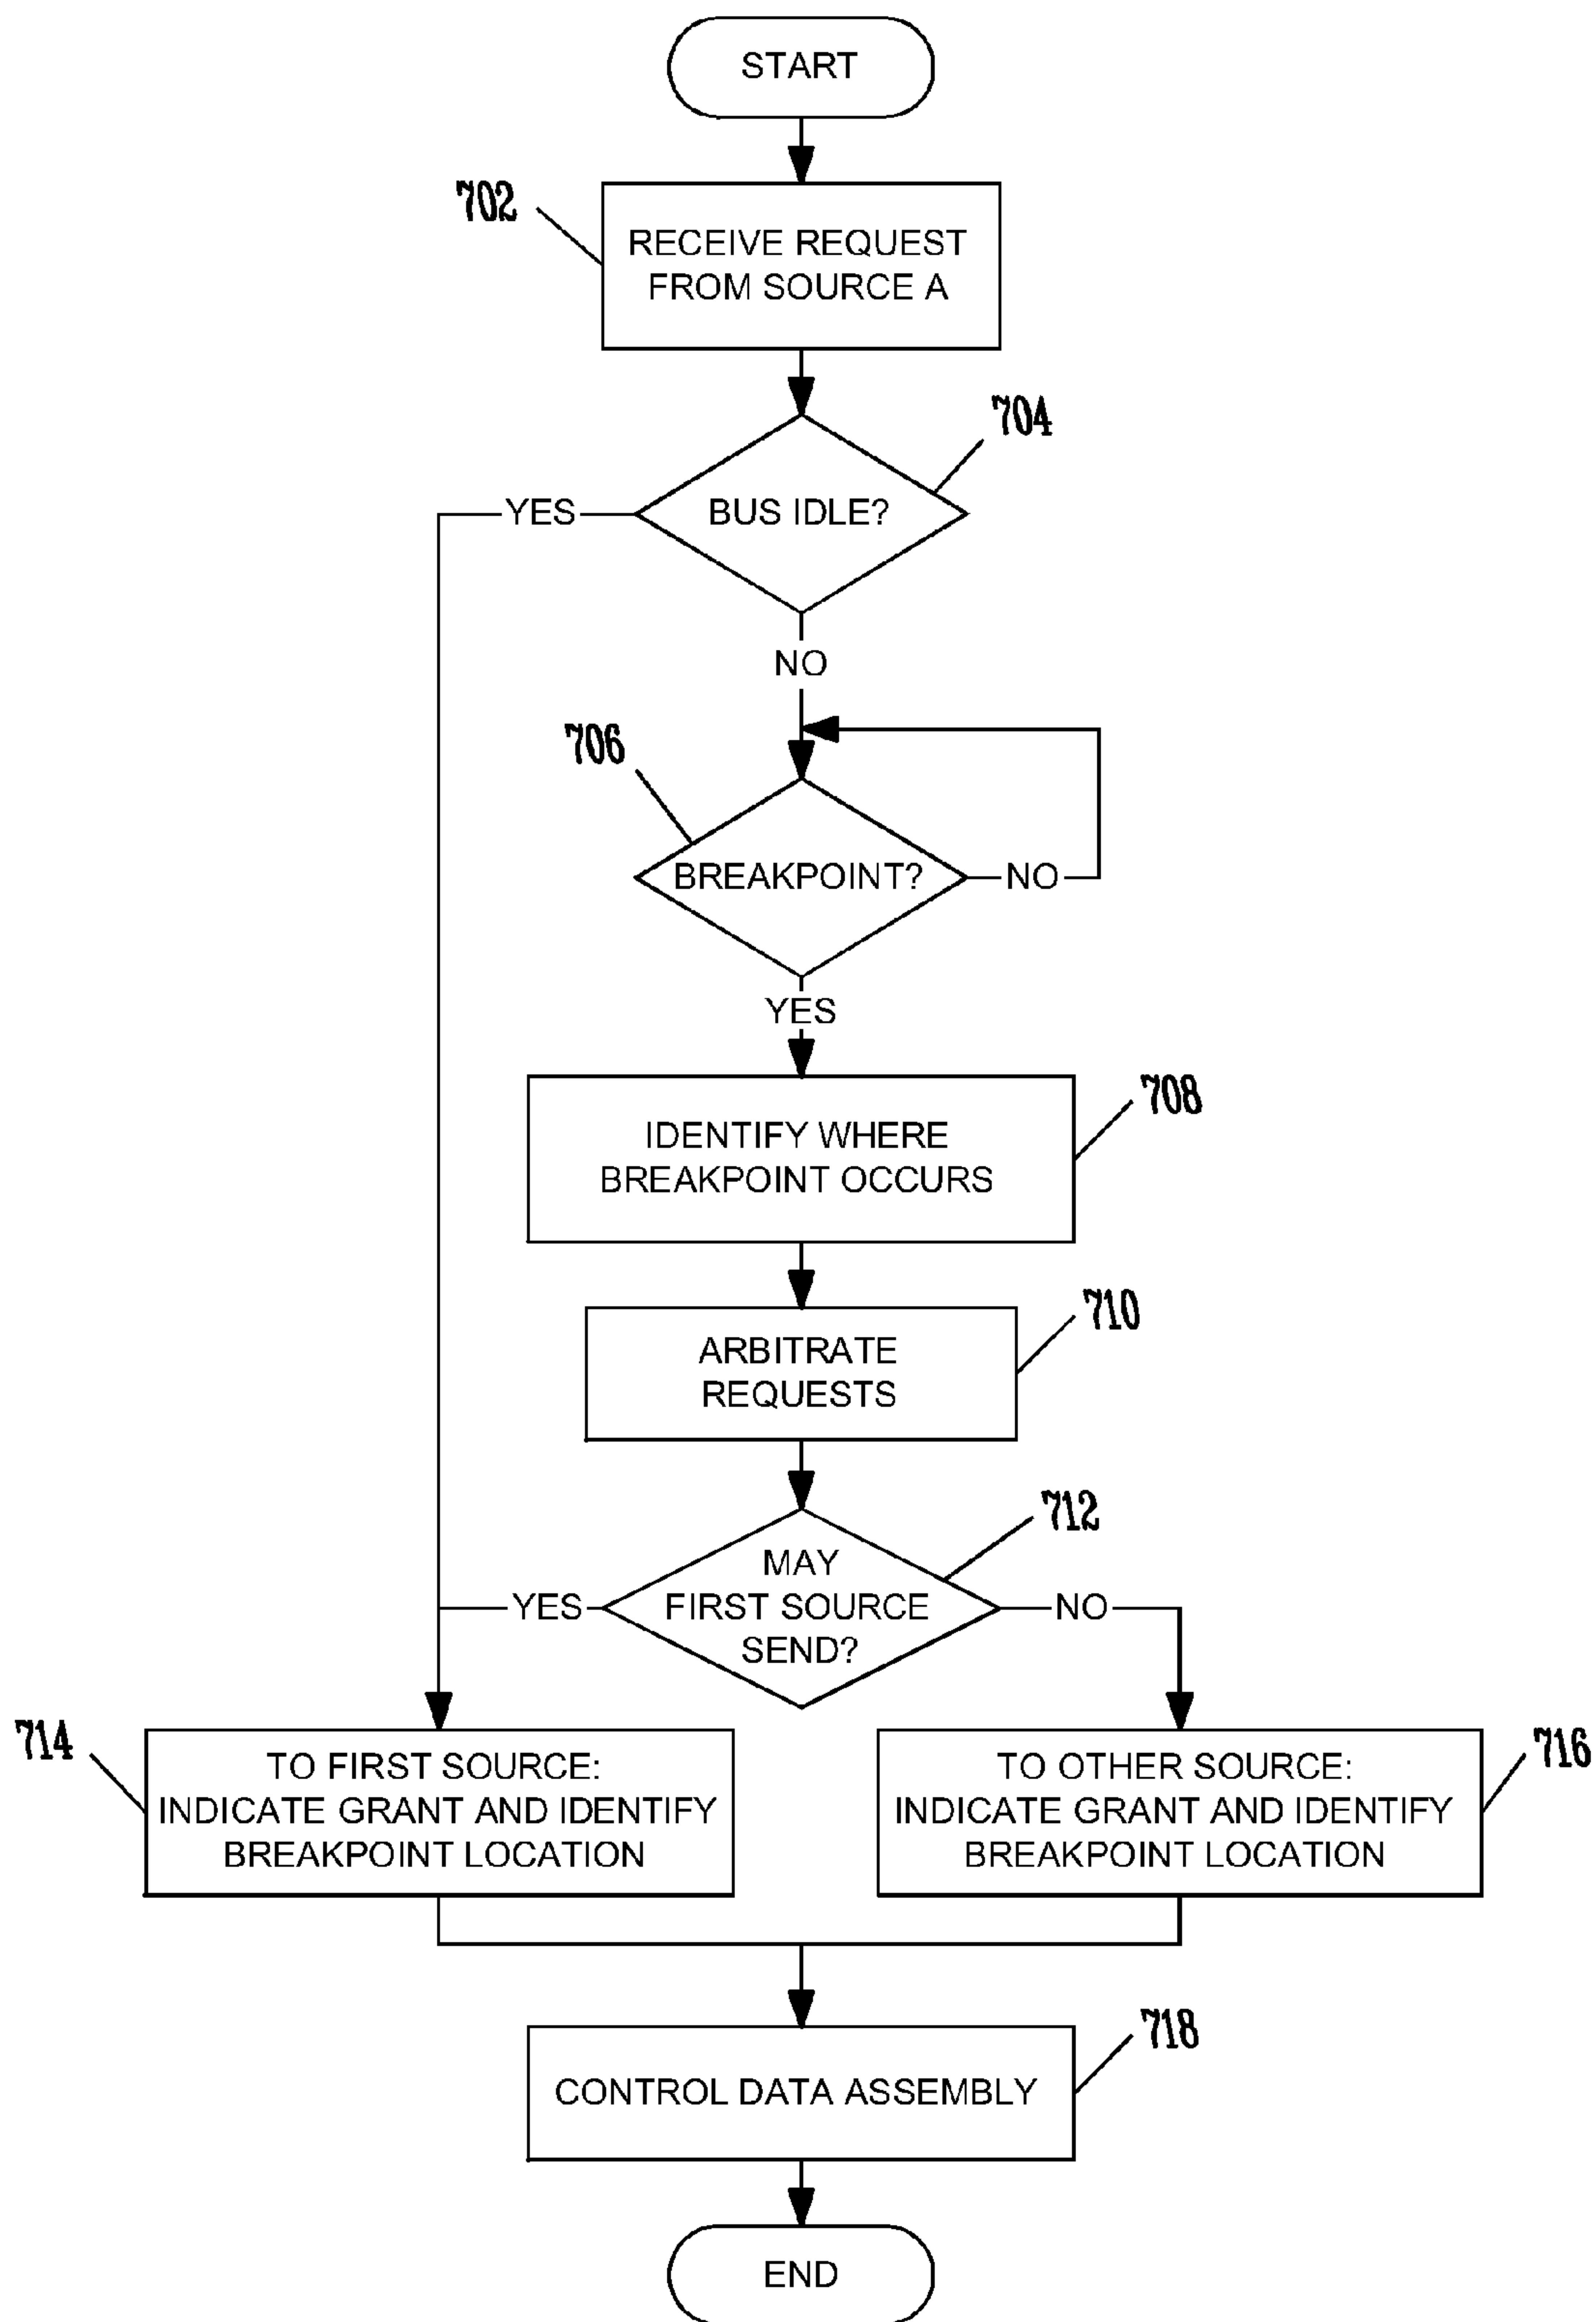 START
702
RECEIVE REQUEST
FROM SOURCE A
704
YES
BUS IDLE?
NO
706
BREAKPOINT?
NO
YES
708
IDENTIFY WHERE
BREAKPOINT OCCURS
710
ARBITRATE
REQUESTS
712
MAY
FIRST SOURCE
SEND?
YES
NO
714
TO FIRST SOURCE:
INDICATE GRANT AND IDENTIFY
BREAKPOINT LOCATION
716
TO OTHER SOURCE:
INDICATE GRANT AND IDENTIFY
BREAKPOINT LOCATION
718
CONTROL DATA ASSEMBLY
END